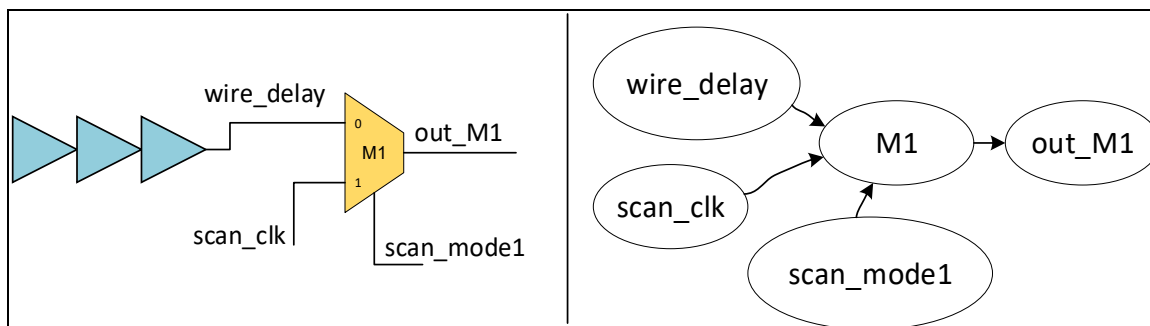 wire_delay
0
out_M1
M1
1
scan_clk
scan_mode1
wire_delay
M1
out_M1
scan_clk
scan_mode1